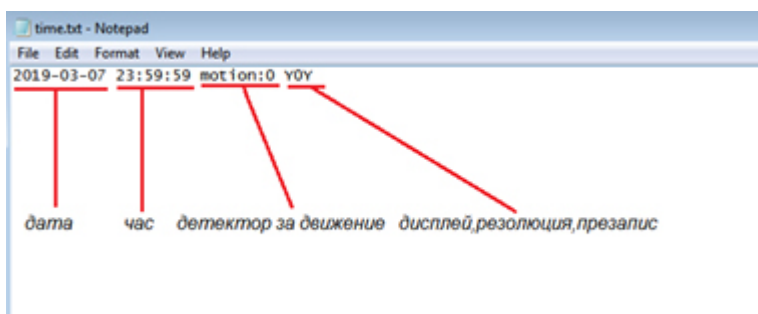 time.txt - Notepad
File Edit Format View Help
2019-03-07 23:59:59 motion:0 Y0Y
дата час детектор за движение дисплей,резолюция,презапис